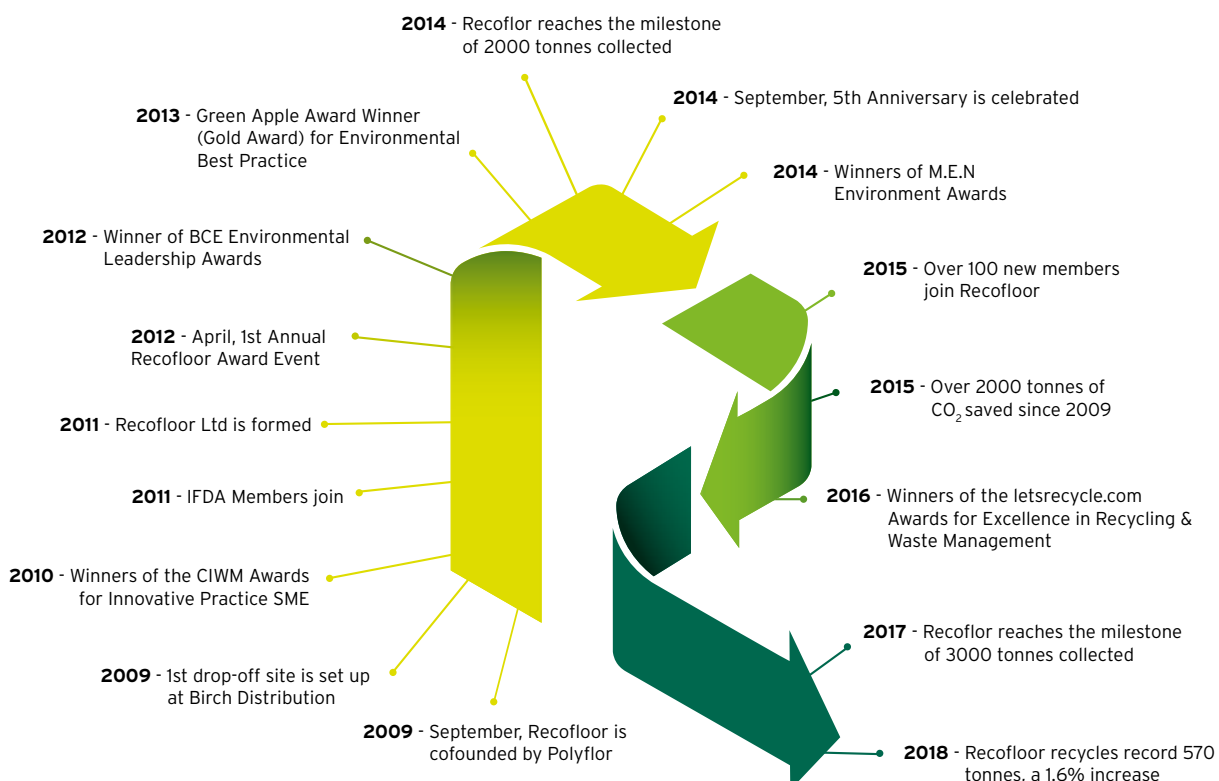 2014 - Recoflor reaches the milestone
of 2000 tonnes collected
2014 - September, 5th Anniversary is celebrated
2013 - Green Apple Award Winner
(Gold Award) for Environmental
Best Practice
2014 - Winners of M.E.N
Environment Awards
2012 - Winner of BCE Environmental
Leadership Awards
2015 - Over 100 new members
join Recofloor
2012 - April, 1st Annual
Recofloor Award Event
2015 - Over 2000 tonnes of
CO₂ saved since 2009
2011 - Recofloor Ltd is formed
2011 - IFDA Members join
2016 - Winners of the letsrecycle.com
Awards for Excellence in Recycling &
Waste Management
2010 - Winners of the CIWM Awards
for Innovative Practice SME
2017 - Recoflor reaches the milestone
of 3000 tonnes collected
2009 - 1st drop-off site is set up
at Birch Distribution
2009 - September, Recofloor is
cofounded by Polyflor
2018 - Recofloor recycles record 570
tonnes, a 1.6% increase